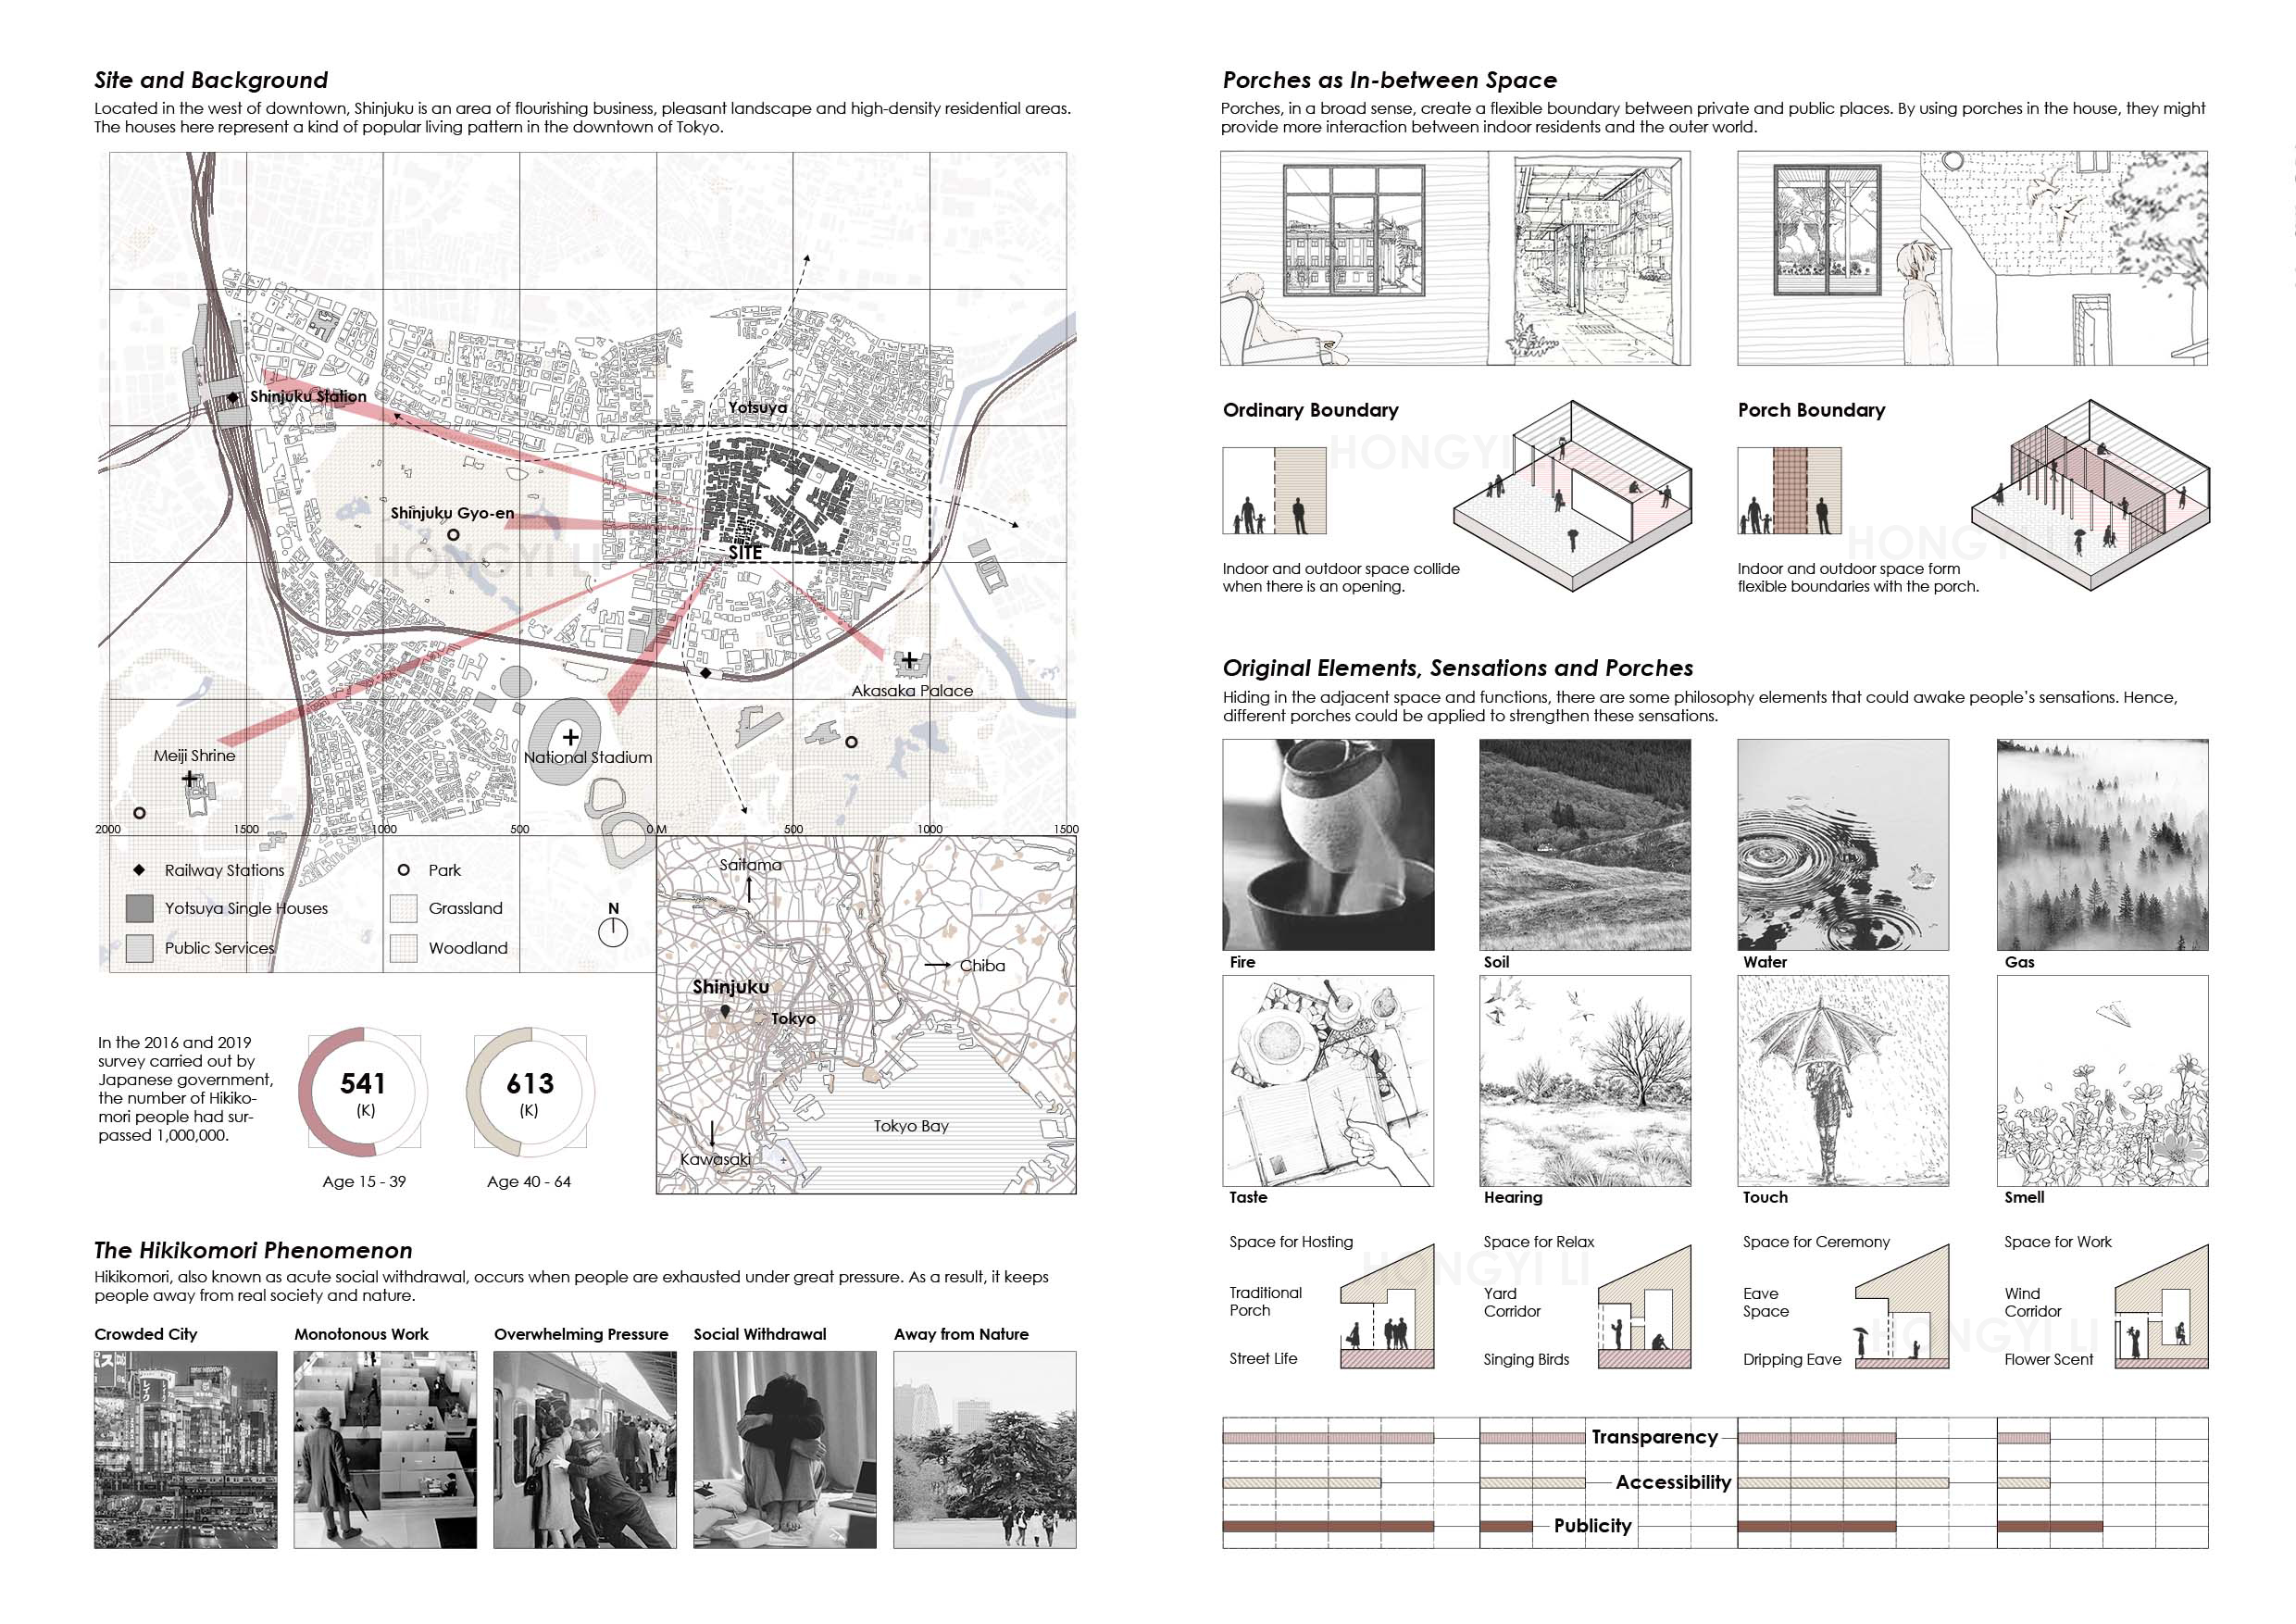 Site and Background
Located in the west of downtown, Shinjuku is an area of flourishing business, pleasant landscape and high-density residential areas.
The houses here represent a kind of popular living pattern in the downtown of Tokyo.
Shinjuku Station
Yotsuya
Shinjuku Gyo-en
SITE
HONGYI LI
Akasaka Palace
Meiji Shrine
National Stadium
2000
1500
1000
500
0 M
500
1000
1500
Railway Stations
Park
Yotsuya Single Houses
Grassland
Public Services
Woodland
N
Saitama
Chiba
Shinjuku
Tokyo
Tokyo Bay
Kawasaki
In the 2016 and 2019
survey carried out by
Japanese government,
the number of Hikiko-
mori people had sur-
passed 1,000,000.
541
(K)
Age 15 - 39
613
(K)
Age 40 - 64
The Hikikomori Phenomenon
Hikikomori, also known as acute social withdrawal, occurs when people are exhausted under great pressure. As a result, it keeps
people away from real society and nature.
Crowded City
Monotonous Work
Overwhelming Pressure
Social Withdrawal
Away from Nature
Porches as In-between Space
Porches, in a broad sense, create a flexible boundary between private and public places. By using porches in the house, they might
provide more interaction between indoor residents and the outer world.
Ordinary Boundary
HONGYI
Indoor and outdoor space collide
when there is an opening.
Porch Boundary
HONGYI LI
Indoor and outdoor space form
flexible boundaries with the porch.
Original Elements, Sensations and Porches
Hiding in the adjacent space and functions, there are some philosophy elements that could awake people's sensations. Hence,
different porches could be applied to strengthen these sensations.
Fire
Soil
Water
Gas
Taste
Hearing
Touch
Smell
Space for Hosting
Space for Relax
Space for Ceremony
Space for Work
HONGYI LI
Traditional
Porch
Yard
Corridor
Eave
Space
Wind
Corridor
HONGYI LI
Street Life
Singing Birds
Dripping Eave
Flower Scent
Transparency
Accessibility
Publicity